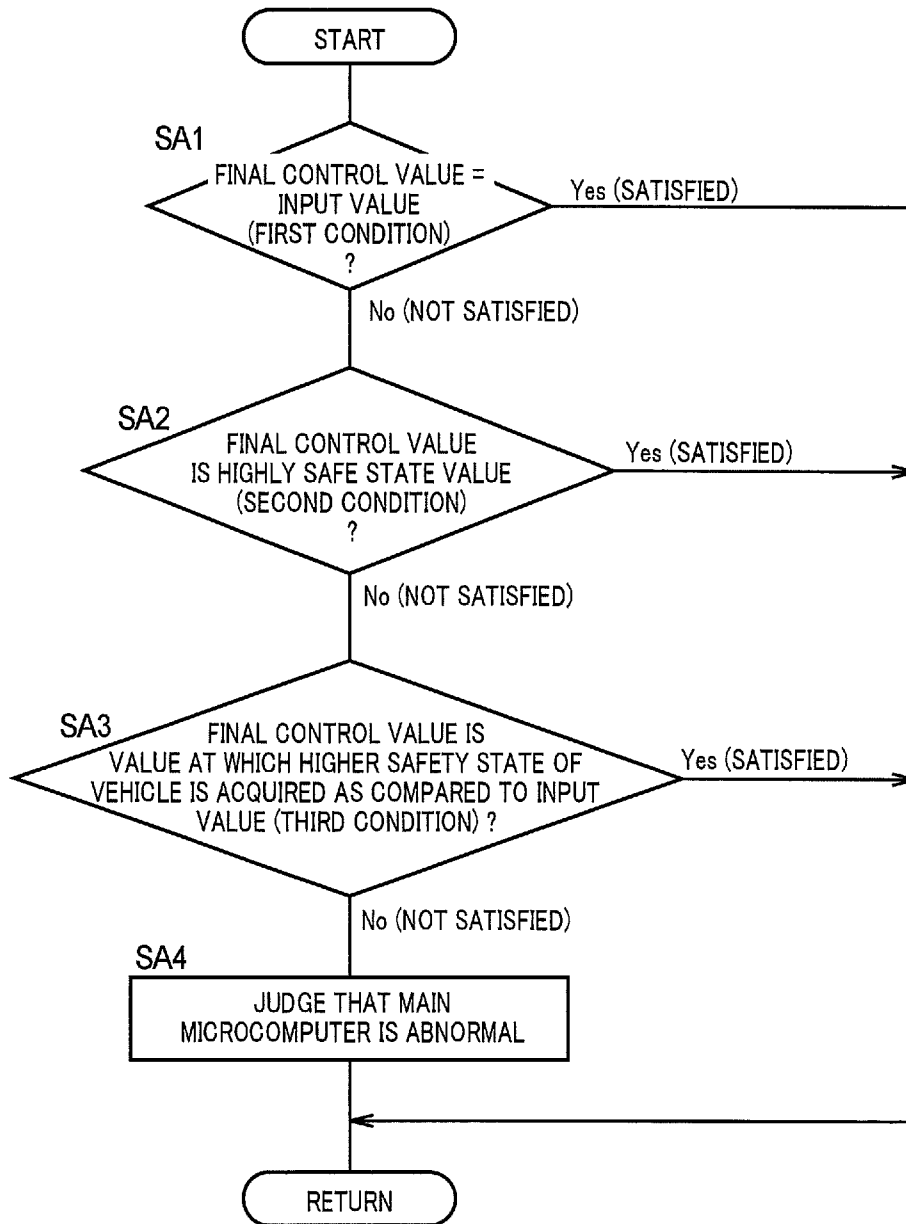 START
SA1
FINAL CONTROL VALUE =
INPUT VALUE
(FIRST CONDITION)
?
Yes (SATISFIED)
No (NOT SATISFIED)
SA2
FINAL CONTROL VALUE
IS HIGHLY SAFE STATE VALUE
(SECOND CONDITION)
?
Yes (SATISFIED)
No (NOT SATISFIED)
SA3
FINAL CONTROL VALUE IS
VALUE AT WHICH HIGHER SAFETY STATE OF
VEHICLE IS ACQUIRED AS COMPARED TO INPUT
VALUE (THIRD CONDITION) ?
Yes (SATISFIED)
No (NOT SATISFIED)
SA4
JUDGE THAT MAIN
MICROCOMPUTER IS ABNORMAL
RETURN